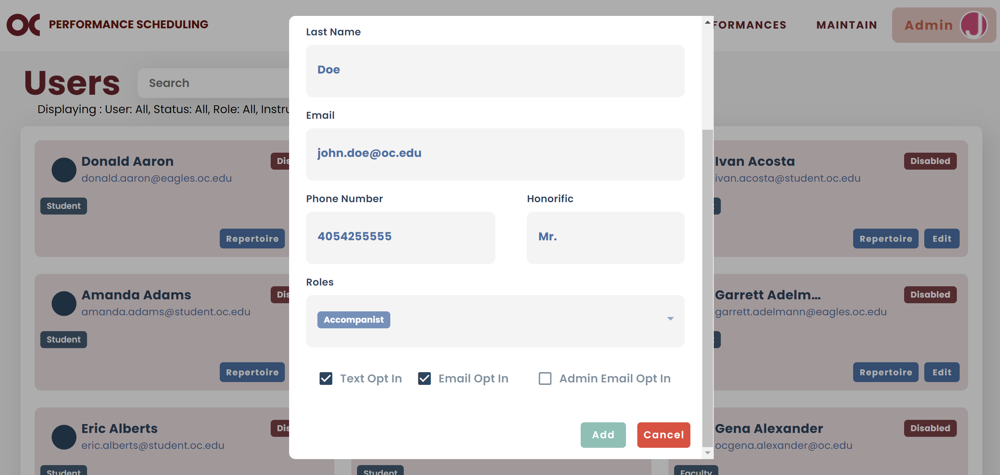 OC PERFORMANCE SCHEDULING
MAINTAIN
Admin J
Users
Search
Displaying : User: All, Status: All, Role: All,
Last Name
Doe
Email
john.doe@oc.edu
Phone Number
Honorific
4054255555
Mr.
Roles
Accompanist
Text Opt In
Email Opt In
Admin Email Opt In
Add
Cancel
Donald Aaron
donald.aaron@eagles.oc.edu
Student
Repertoire
Ivan Acosta
Disabled
ivan.acosta@student.oc.edu
Repertoire
Edit
Amanda Adams
amanda.adams@student.oc.edu
Student
Repertoire
Garrett Adelm...
Disabled
garrett.adelmann@eagles.oc.edu
Repertoire
Edit
Eric Alberts
eric.alberts@student.oc.edu
Student
Student
Gena Alexander
Disabled
ocgena.alexander@oc.edu
Faculty